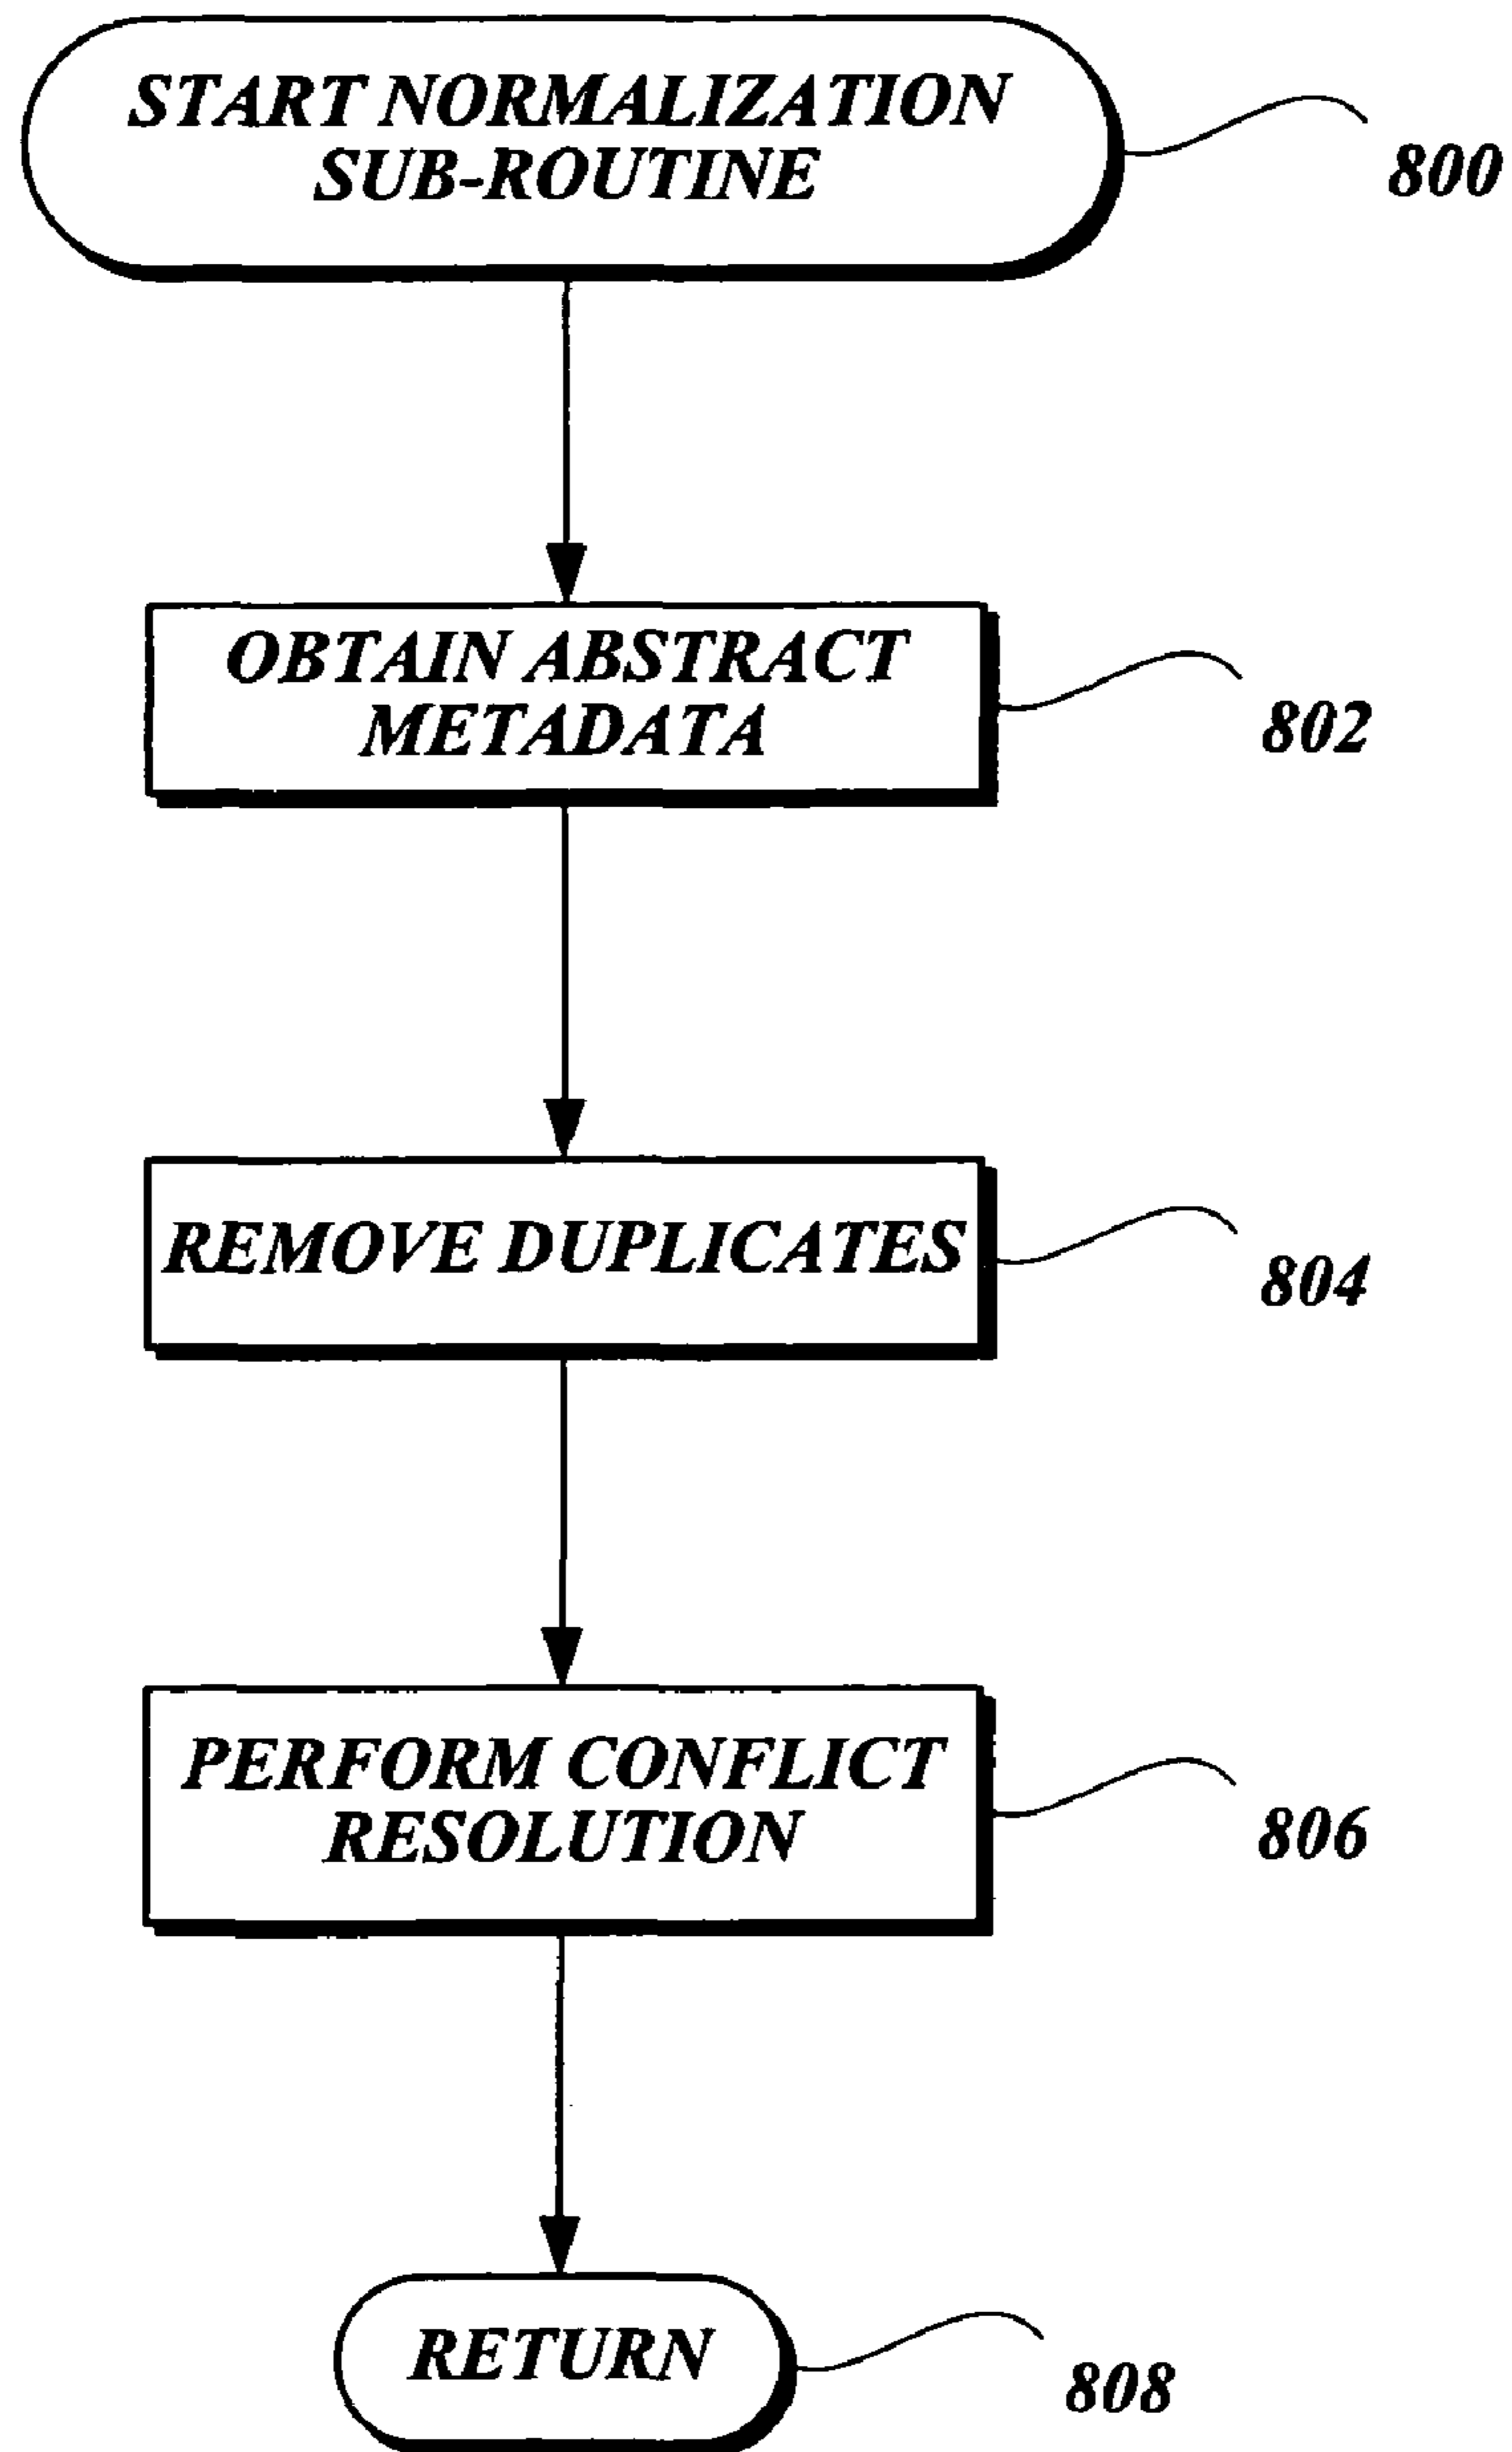 START NORMALIZATION
SUB-ROUTINE
800
OBTAIN ABSTRACT
METADATA
802
REMOVE DUPLICATES
804
PERFORM CONFLICT
RESOLUTION
806
RETURN
808